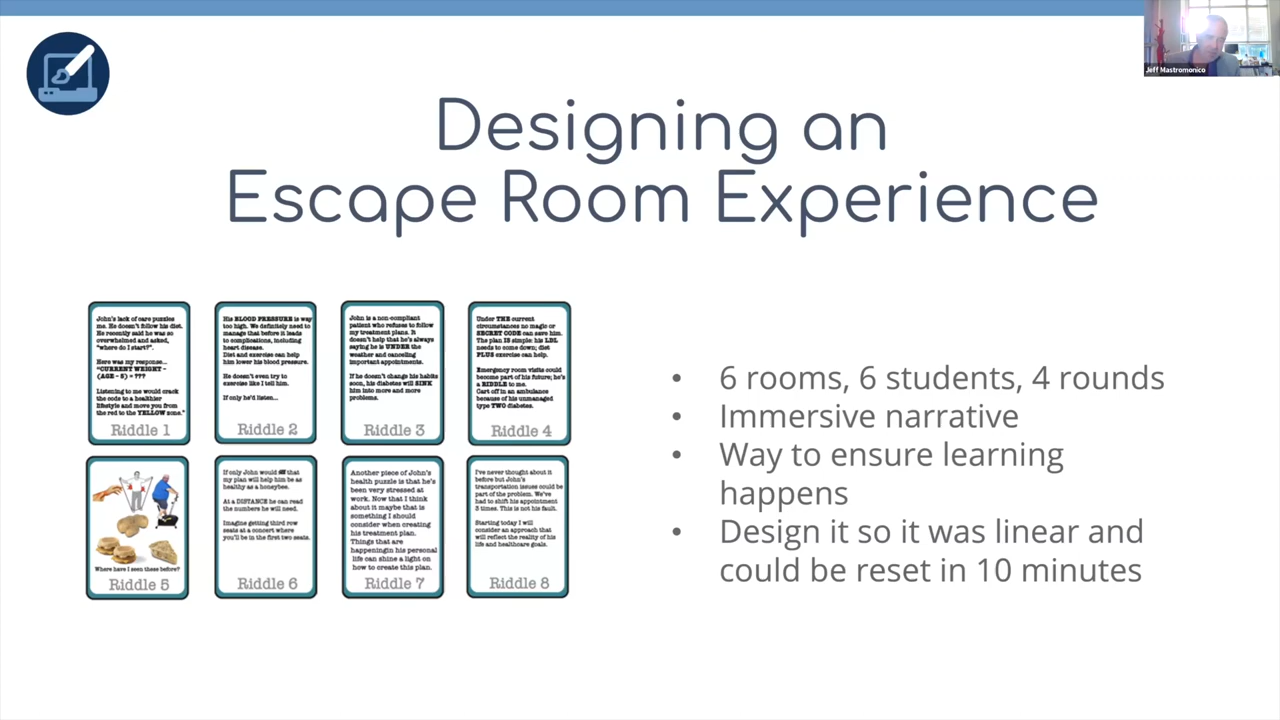 Jeff Mastromonico
Designing an
Escape Room Experience
John's lack of care puzzles
me. He doesn't follow his diet.
He recently said he was so
overwhelmed and asked,
"where do I start?".
Here was my response...
"CURRENT WEIGHT -
(AGE - 5) = ???
Listening to me would crack
the code to a healthier
lifestyle and move you from
the red to the YELLOW zone."
Riddle 1
His BLOOD PRESSURE is way
too high. We definitely need to
manage that before it leads
to complications, including
heart disease.
Diet and exercise can help
him lower his blood pressure.
He doesn't even try to
exercise like I tell him.
If only he'd listen...
Riddle 2
John is a non-compliant
patient who refuses to follow
my treatment plans. It
doesn't help that he's always
saying he is UNDER the
weather and canceling
important appointments.
If he doesn't change his habits
soon, his diabetes will SINK
him into more and more
problems.
Riddle 3
Under THE current
circumstances no magic or
SECRET CODE can save him.
The plan IS simple: his LDL
needs to come down; diet
PLUS exercise can help.
Emergency room visits could
become part of his future; he's
a RIDDLE to me.
Cart off in an ambulance
because of his unmanaged
type TWO diabetes.
Riddle 4
Where have I seen these before?
Riddle 5
If only John would that
my plan will help him be as
healthy as a honeybee.
At a DISTANCE he can read
the numbers he will need.
Imagine getting third row
seats at a concert where
you'll be in the first two seats.
Riddle 6
Another piece of John's
health puzzle is that he's
been very stressed at
work. Now that I think
about it maybe that is
something I should
consider when creating
his treatment plan.
Things that are
happeningin his personal
life can shine a light on
how to create this plan.
Riddle 7
I've never thought about it
before but John's
transportation issues could be
part of the problem. We've
had to shift his appointment
3 times. This is not his fault.
Starting today I will
consider an approach that
will reflect the reality of his
life and healthcare goals.
Riddle 8
• 6 rooms, 6 students, 4 rounds
• Immersive narrative
• Way to ensure learning
happens
• Design it so it was linear and
could be reset in 10 minutes